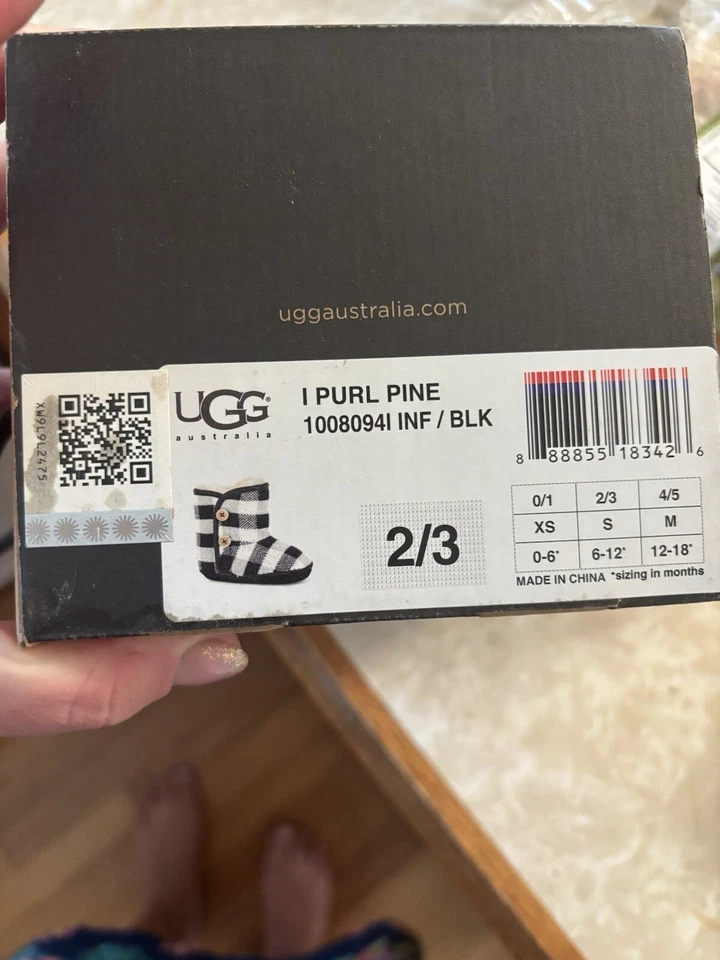 uggaustralia.com
XW9L9L2475
UGG®
australia
I PURL PINE
1008094I INF / BLK
8 88855 18342 6
2/3
0/1 2/3 4/5
XS S M
0-6* 6-12* 12-18*
MADE IN CHINA *sizing in months